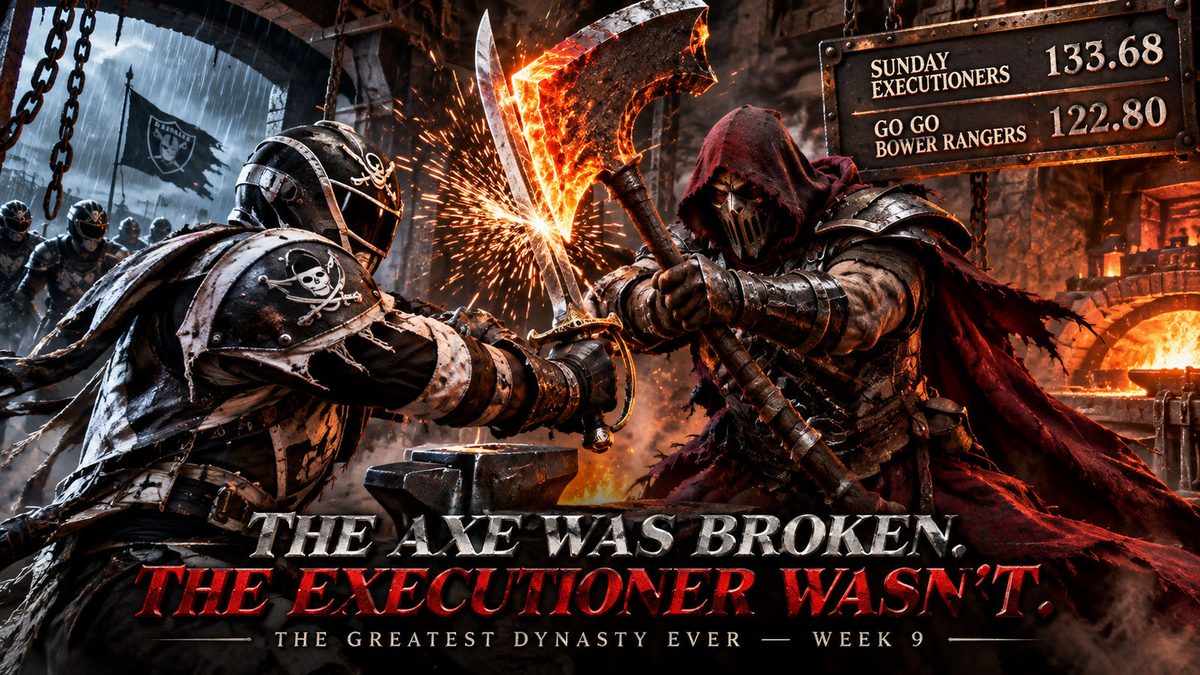 SUNDAY
EXECUTIONERS 133.68
GO GO
BOWER RANGERS 122.80
RAIDERS
THE AXE WAS BROKEN.
THE EXECUTIONER WASN'T.
THE GREATEST DYNASTY EVER — WEEK 9